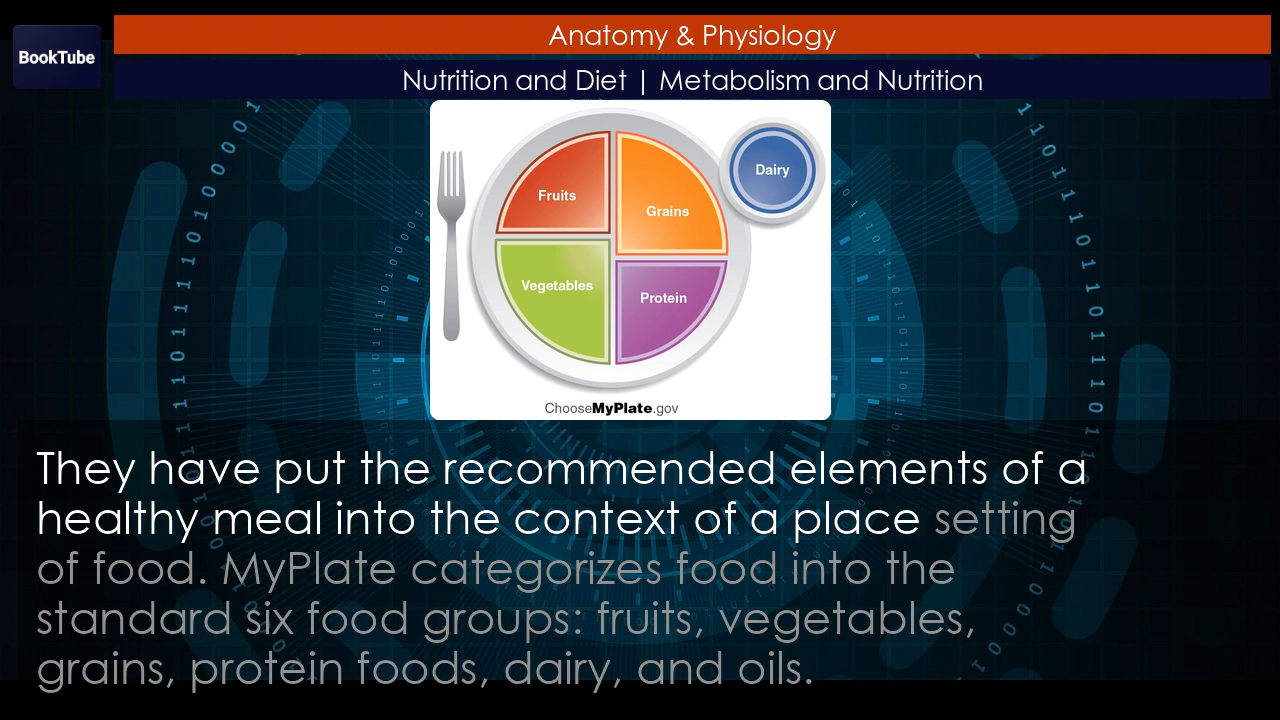 BookTube
Anatomy & Physiology
Nutrition and Diet | Metabolism and Nutrition
Fruits
Grains
Dairy
Vegetables
Protein
ChooseMyPlate.gov
They have put the recommended elements of a
healthy meal into the context of a place setting
of food. MyPlate categorizes food into the
standard six food groups: fruits, vegetables,
grains, protein foods, dairy, and oils.